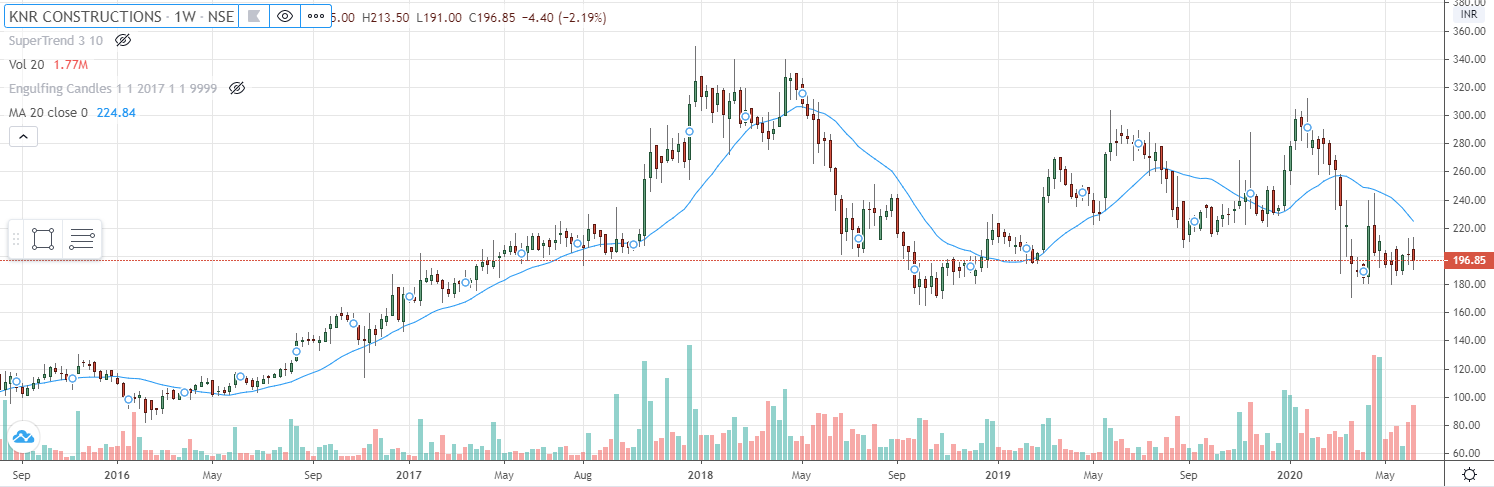 KNR CONSTRUCTIONS · 1W · NSE 5.00 H213.50 L191.00 C196.85 −4.40 (−2.19%)
SuperTrend 3 10
Vol 20 1.77M
Engulfing Candles 1 1 2017 1 1 9999
MA 20 close 0 224.84
380.00
INR
360.00
340.00
320.00
300.00
280.00
260.00
240.00
220.00
196.85
180.00
160.00
140.00
120.00
100.00
80.00
60.00
Sep 2016 May Sep 2017 May Aug 2018 May Sep 2019 May Sep 2020 May